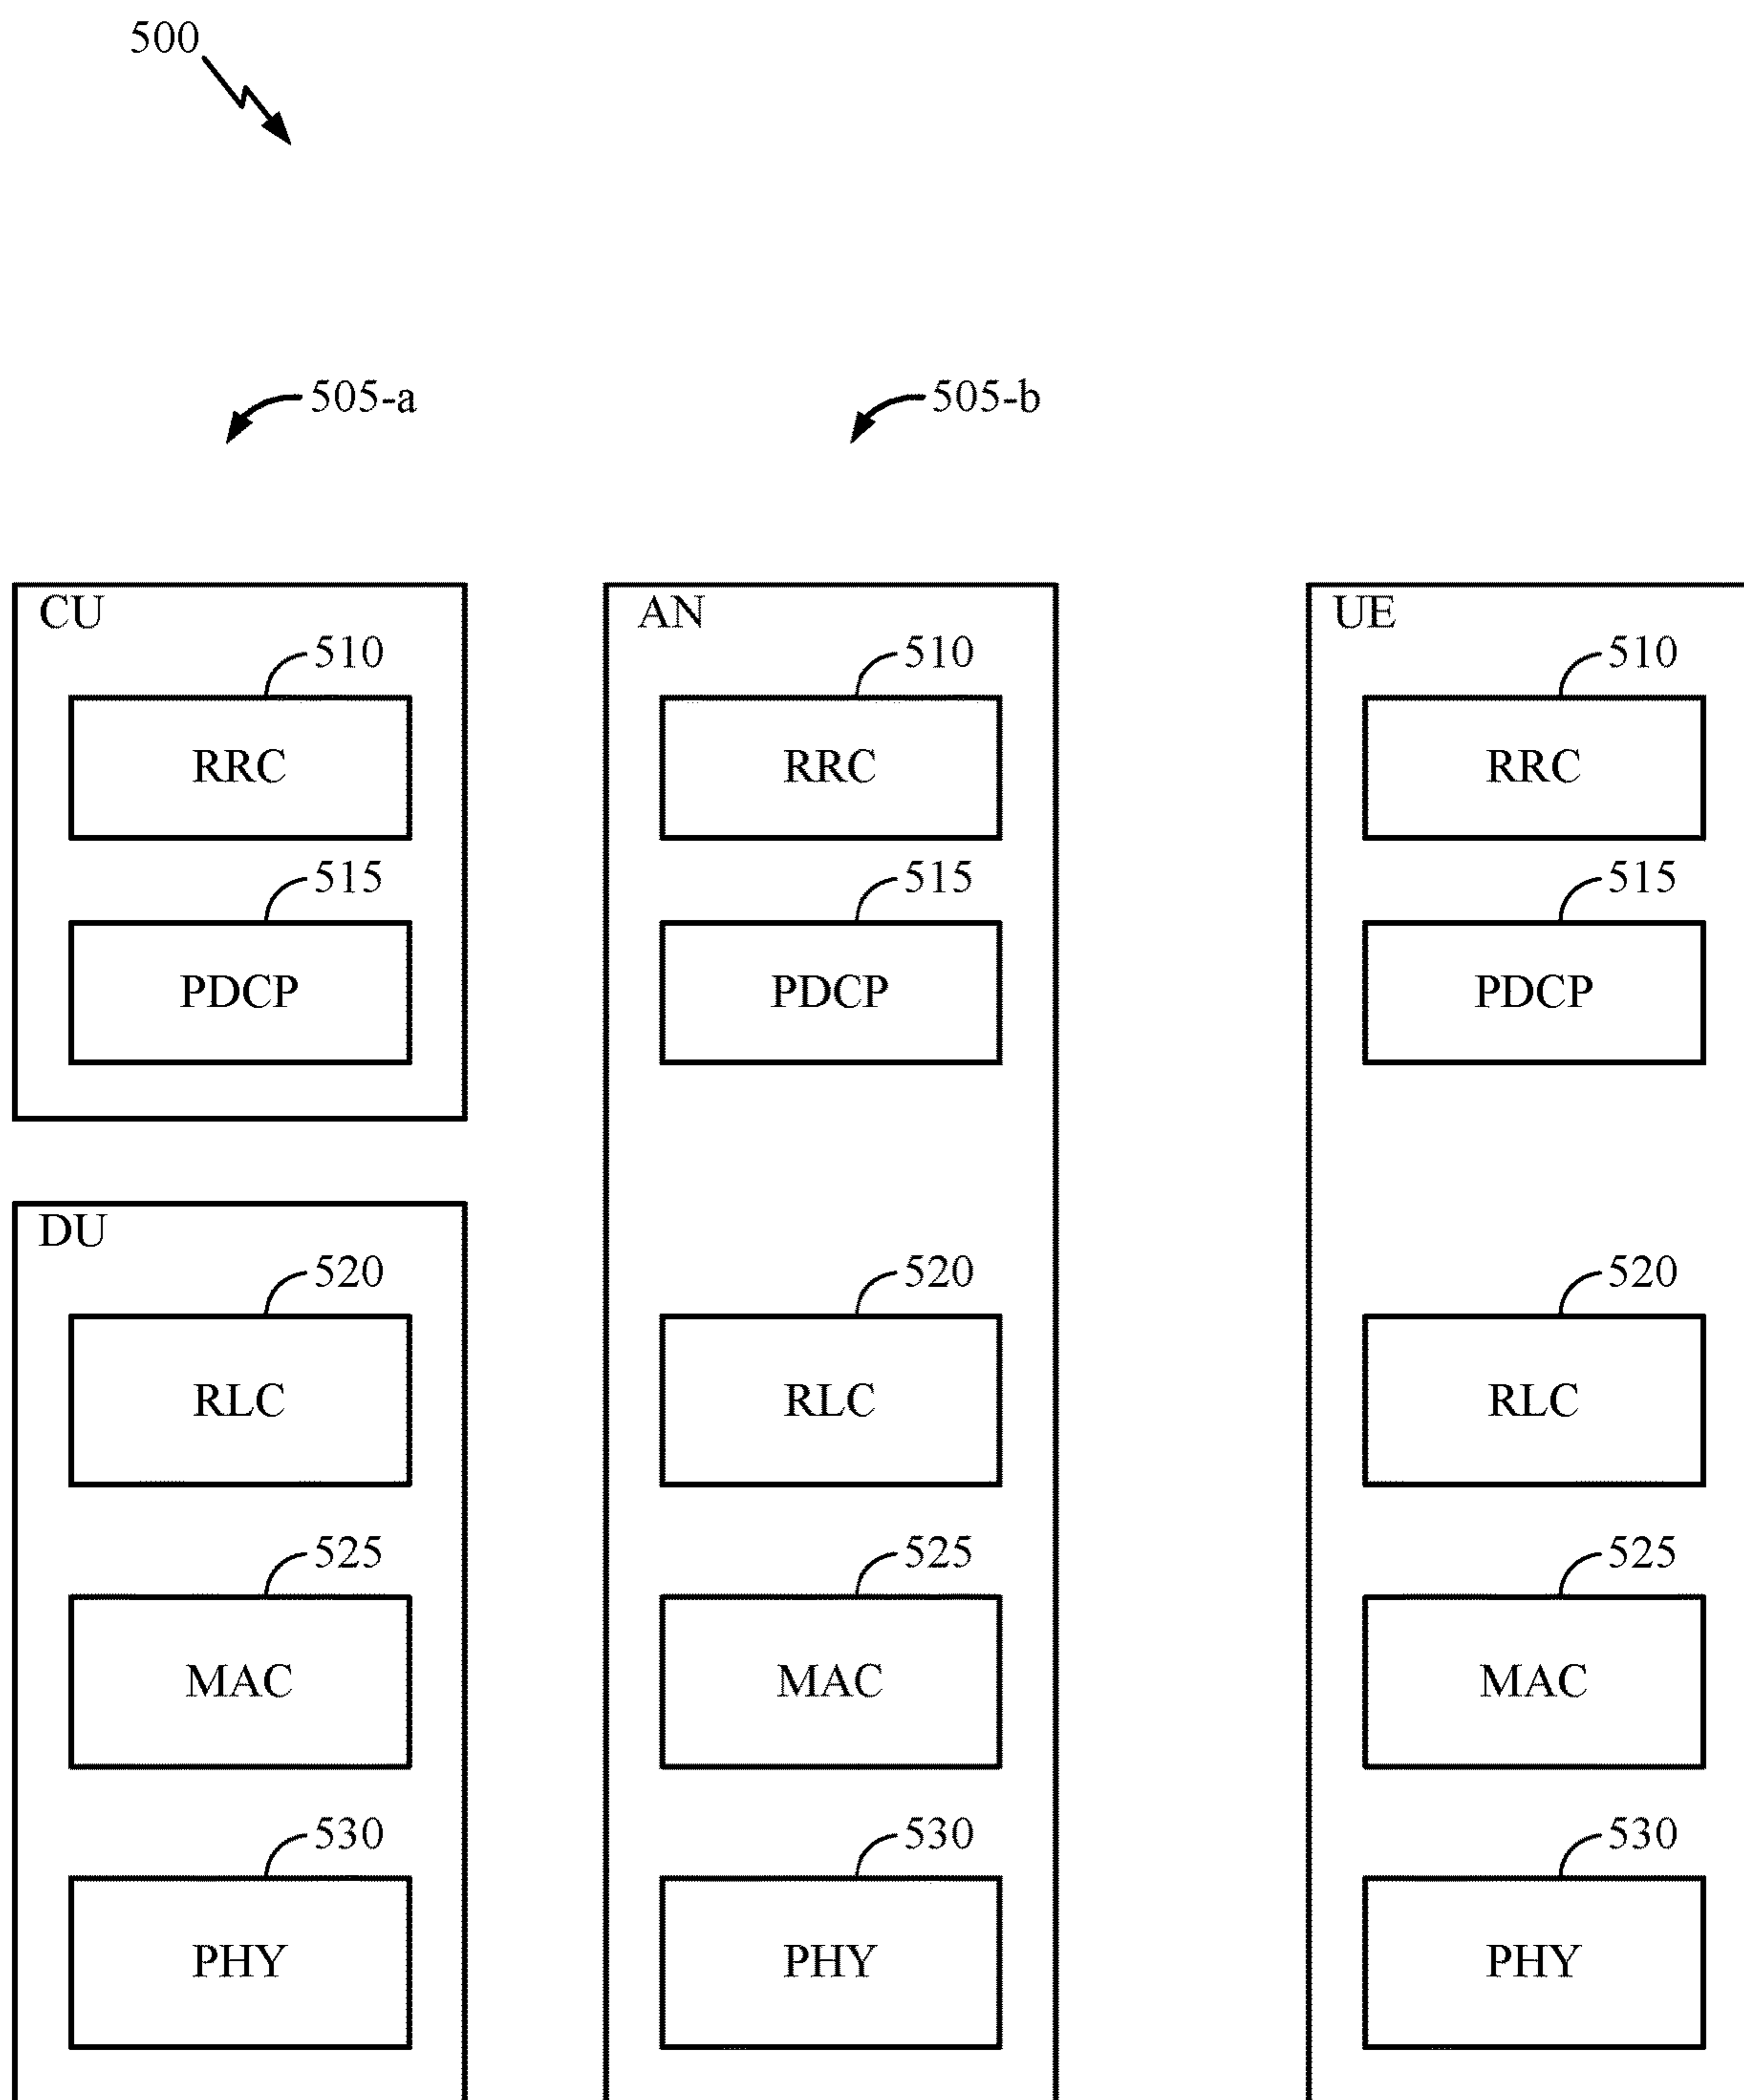 500
505-a 505-b
CU AN UE
510 510 510
RRC RRC RRC
515 515 515
PDCP PDCP PDCP
DU
520 520 520
RLC RLC RLC
525 525 525
MAC MAC MAC
530 530 530
PHY PHY PHY